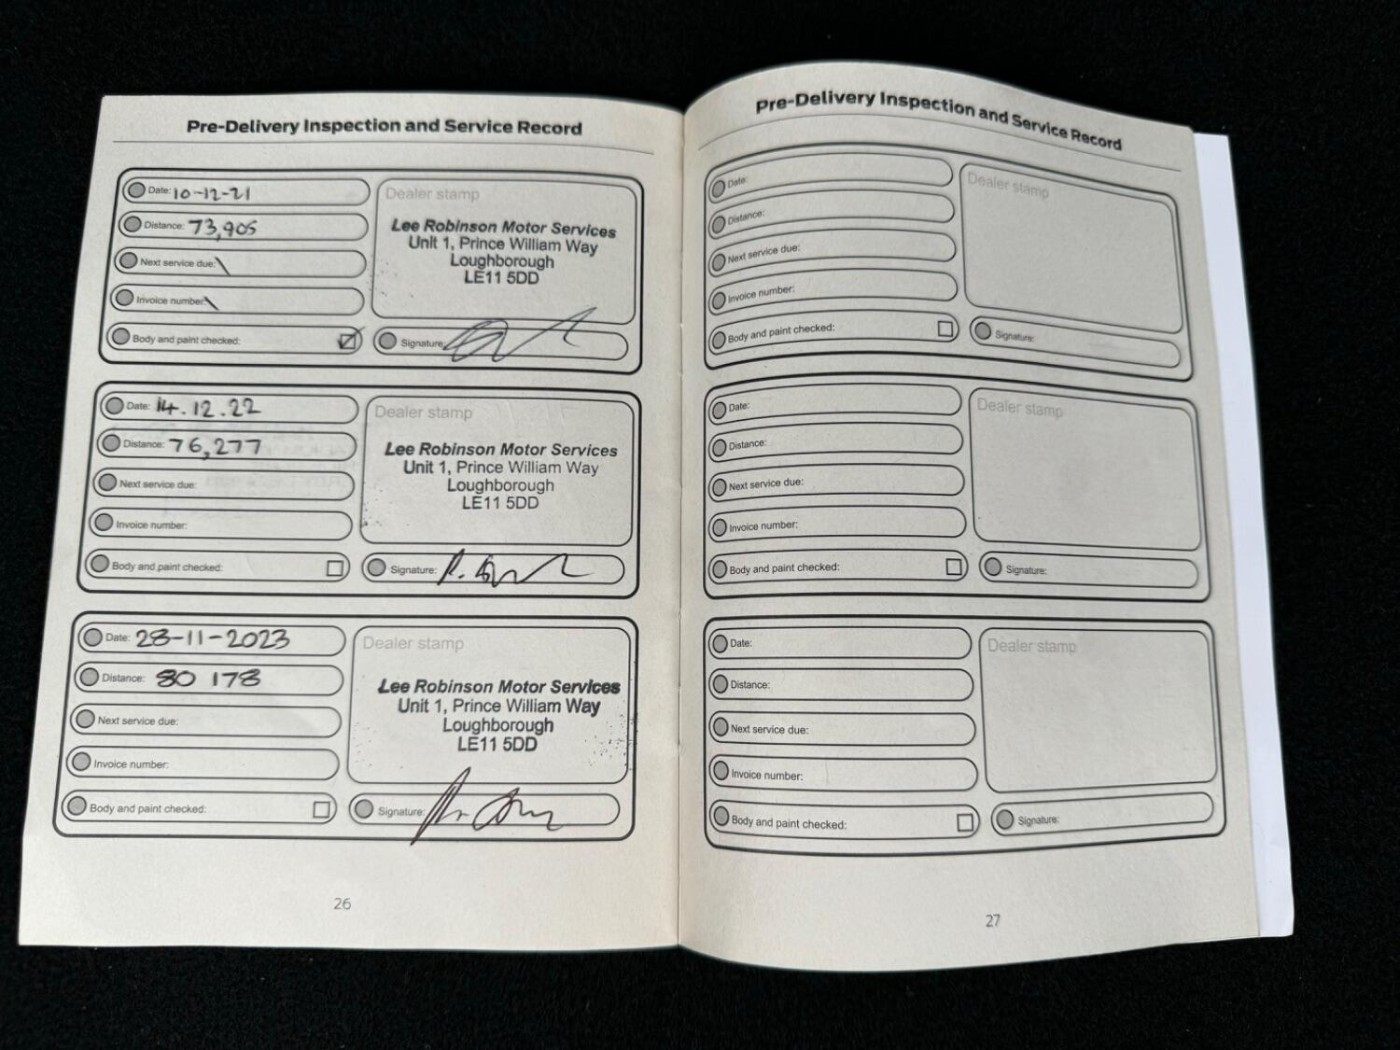 Pre-Delivery Inspection and Service Record
Date: 10-12-21
Distance: 73,905
Next service due: \
Invoice number: \
Body and paint checked:
Dealer stamp
Lee Robinson Motor Services
Unit 1, Prince William Way
Loughborough
LE11 5DD
Signature:
Date: 14.12.22
Distance: 76,277
Next service due:
Invoice number:
Body and paint checked:
Dealer stamp
Lee Robinson Motor Services
Unit 1, Prince William Way
Loughborough
LE11 5DD
Signature:
Date: 28-11-2023
Distance: 80 178
Next service due:
Invoice number:
Body and paint checked:
Dealer stamp
Lee Robinson Motor Services
Unit 1, Prince William Way
Loughborough
LE11 5DD
Signature:
26
Pre-Delivery Inspection and Service Record
Date:
Distance:
Next service due:
Invoice number:
Body and paint checked:
Dealer stamp
Signature:
Date:
Distance:
Next service due:
Invoice number:
Body and paint checked:
Dealer stamp
Signature:
Date:
Distance:
Next service due:
Invoice number:
Body and paint checked:
Dealer stamp
Signature:
27